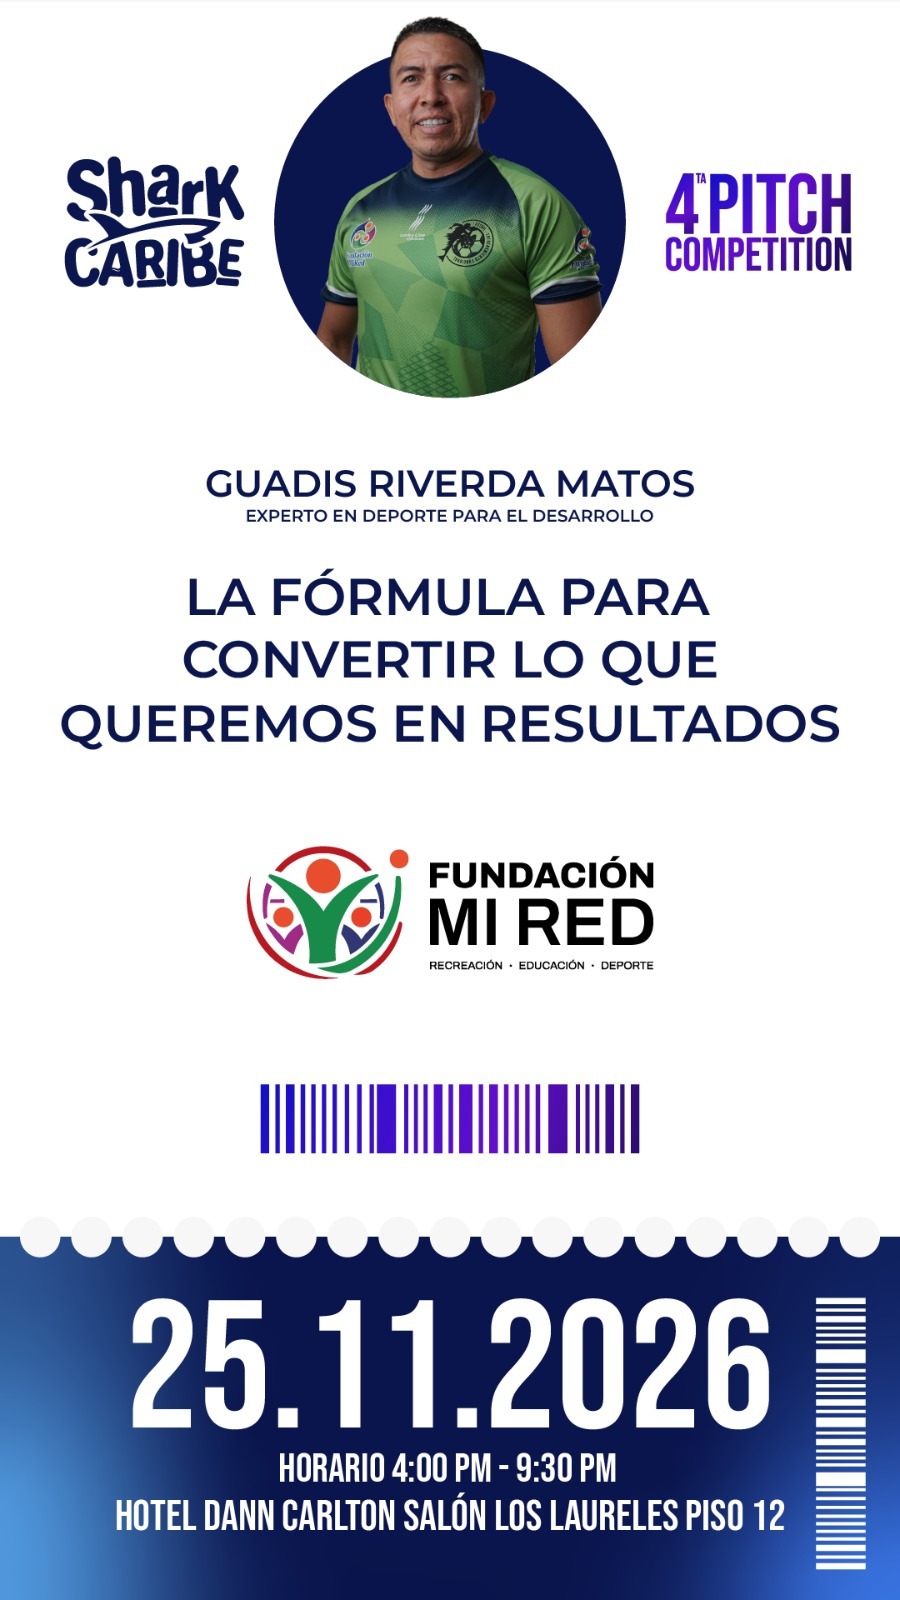 Shark
CARIBE
4TA PITCH
COMPETITION
GUADIS RIVERDA MATOS
EXPERTO EN DEPORTE PARA EL DESARROLLO
LA FÓRMULA PARA
CONVERTIR LO QUE
QUEREMOS EN RESULTADOS
FUNDACIÓN
MI RED
RECREACIÓN · EDUCACIÓN · DEPORTE
25.11.2026
HORARIO 4:00 PM - 9:30 PM
HOTEL DANN CARLTON SALÓN LOS LAURELES PISO 12